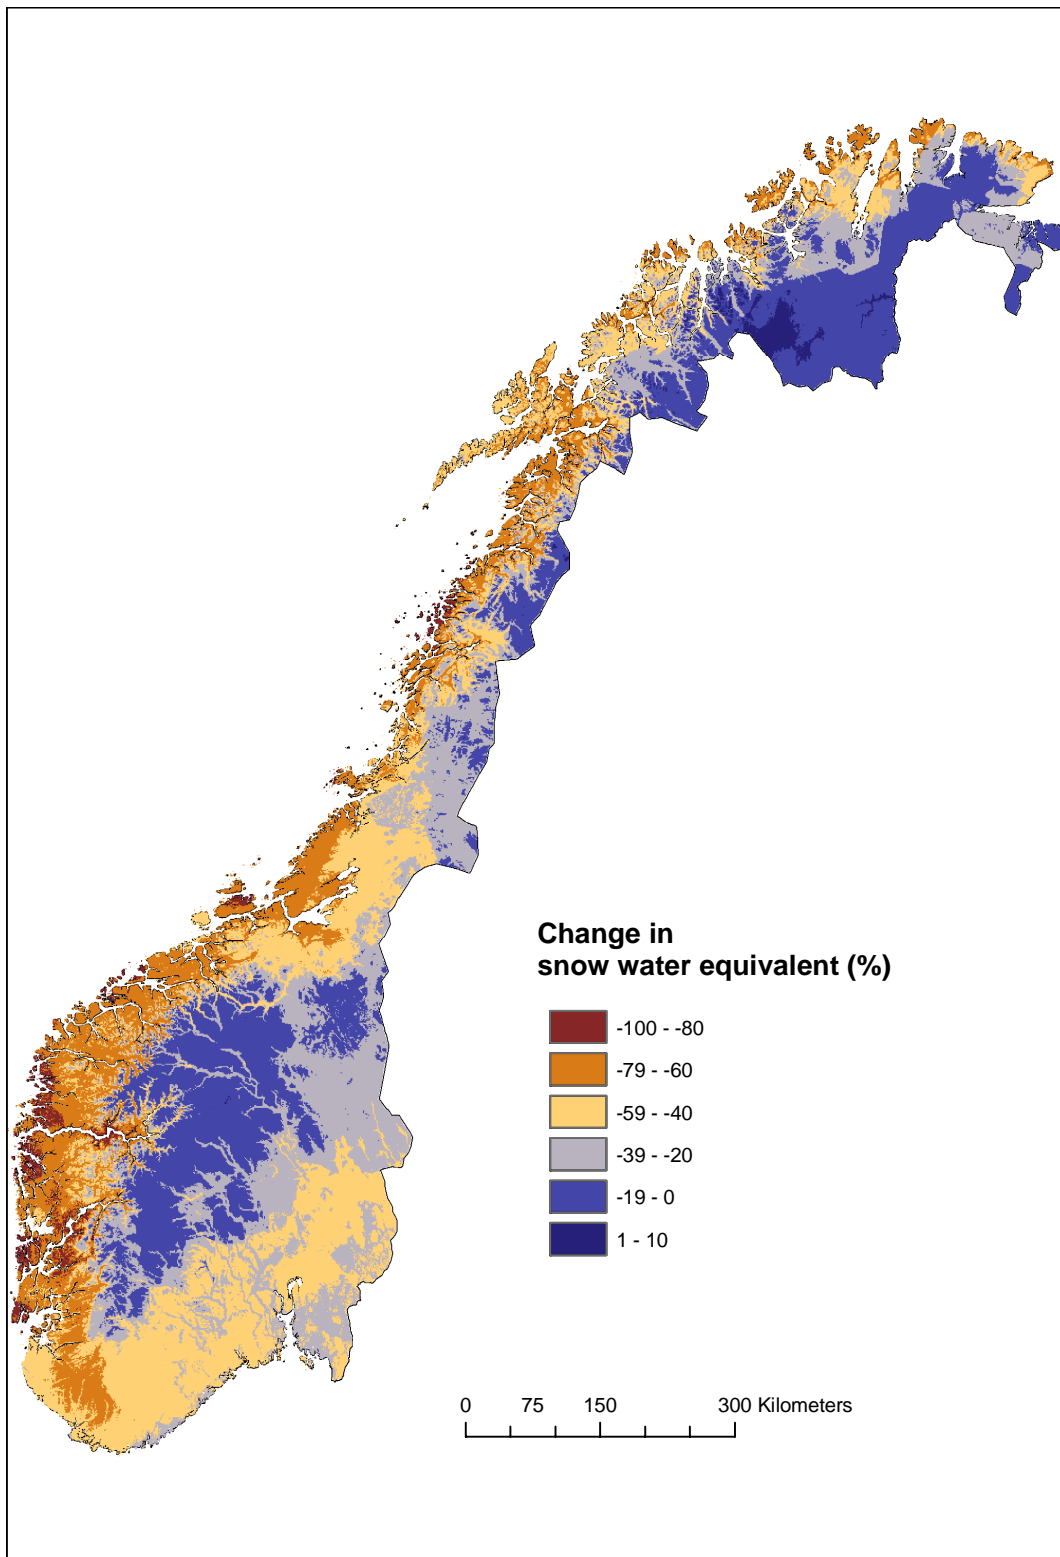 Change in
snow water equivalent (%)
-100 - -80
-79 - -60
-59 - -40
-39 - -20
-19 - 0
1 - 10
0 75 150 300 Kilometers